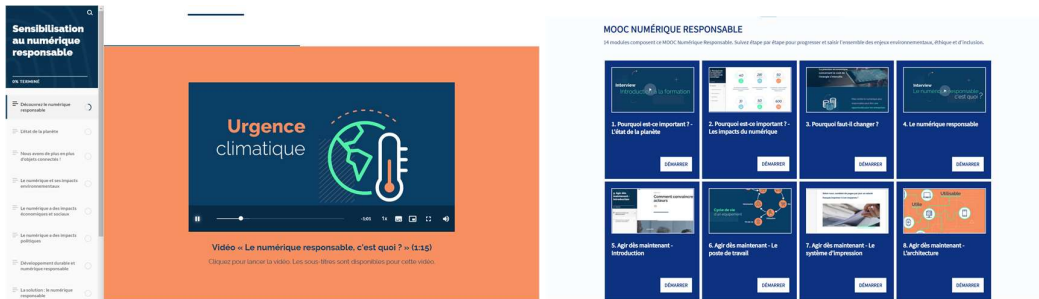 Sensibilisation
au numérique
responsable
0% TERMINÉ
Découvrez le numérique
responsable
L'état de la planète
Nous avons de plus en plus
d'objets connectés !
Le numérique et ses impacts
environnementaux
Le numérique a des impacts
économiques et sociaux
Le numérique a des impacts
politiques
Développement durable et
numérique responsable
La solution : le numérique
responsable
Urgence
climatique
-1:01 1x
Vidéo « Le numérique responsable, c'est quoi ? » (1:15)
Cliquez pour lancer la vidéo. Les sous-titres sont disponibles pour cette vidéo.
MOOC NUMÉRIQUE RESPONSABLE
14 modules composent ce MOOC Numérique Responsable. Suivez étape par étape pour progresser et saisir l'ensemble des enjeux environnementaux, éthique et d'inclusion.
Interview
Introduction à la formation
1. Pourquoi est-ce important ? -
L'état de la planète
DÉMARRER
2. Pourquoi est-ce important ? -
Les impacts du numérique
DÉMARRER
3. Pourquoi faut-il changer ?
DÉMARRER
Interview
Le numérique responsable
c'est quoi ?
4. Le numérique responsable
DÉMARRER
Comment concevoir
5. Agir dès maintenant -
Introduction
DÉMARRER
Cycle de vie
d'un équipement
6. Agir dès maintenant - Le
poste de travail
DÉMARRER
7. Agir dès maintenant - Le
système d'impression
DÉMARRER
Utile
Utilisable
8. Agir dès maintenant -
L'architecture
DÉMARRER